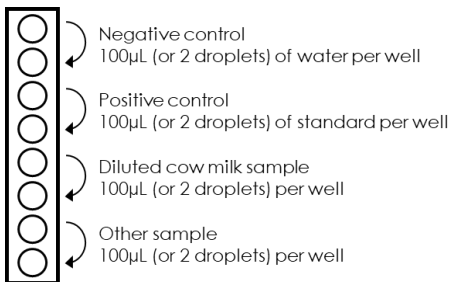 Negative control
100µL (or 2 droplets) of water per well
Positive control
100µL (or 2 droplets) of standard per well
Diluted cow milk sample
100µL (or 2 droplets) per well
Other sample
100µL (or 2 droplets) per well